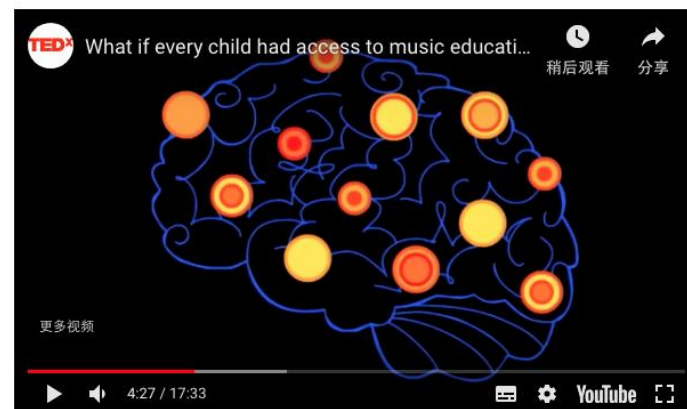 TEDx
What if every child had access to music educati...
稍后观看
分享
更多视频
4:27 / 17:33
YouTube